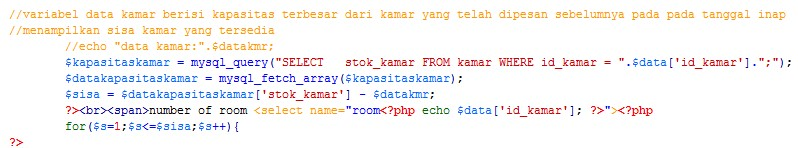 //variabel data kamar berisi kapasitas terbesar dari kamar yang telah dipesan sebelumnya pada pada tanggal inap
//menampilkan sisa kamar yang tersedia
//echo "data kamar:".$datakmr;
$kapasitaskamar = mysql_query("SELECT   stok_kamar FROM kamar WHERE id_kamar = ".$data['id_kamar'].";");
$datakapasitaskamar = mysql_fetch_array($kapasitaskamar);
$sisa = $datakapasitaskamar['stok_kamar'] - $datakmr;
?><br><span>number of room <select name="room<?php echo $data['id_kamar']; ?>"><?php
for($s=1;$s<=$sisa;$s++){
?>